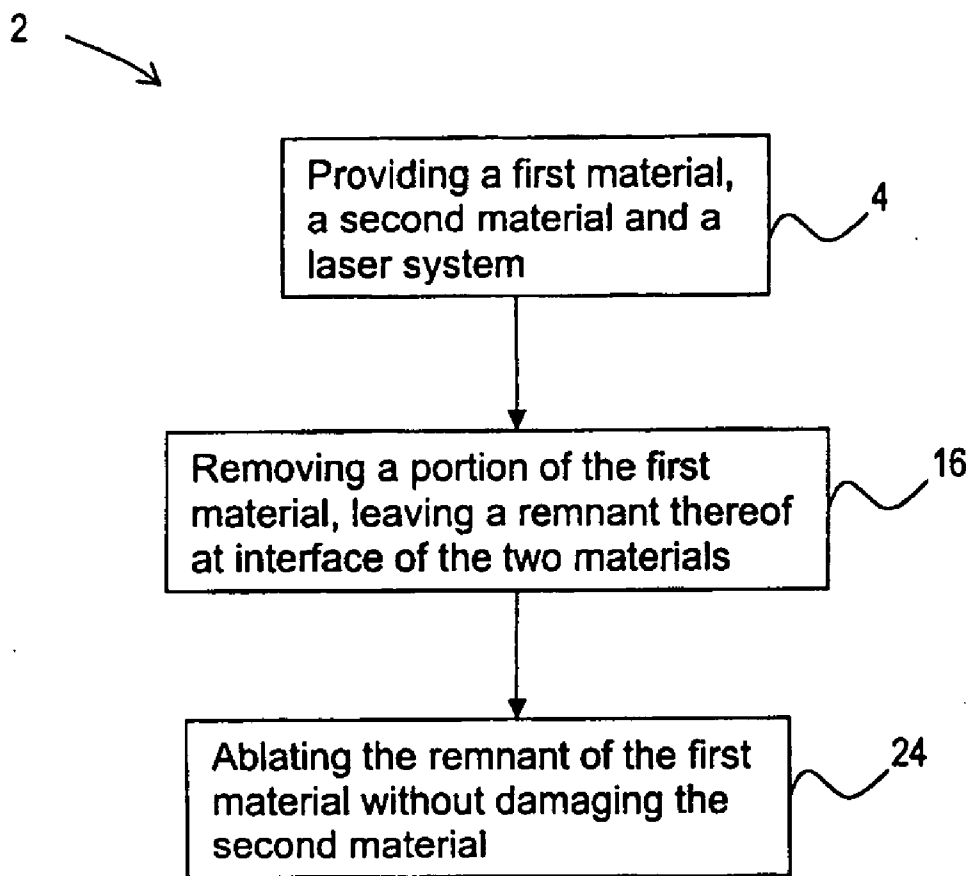 2
Providing a first material,
a second material and a
laser system
4
Removing a portion of the first
material, leaving a remnant thereof
at interface of the two materials
16
Ablating the remnant of the first
material without damaging the
second material
24